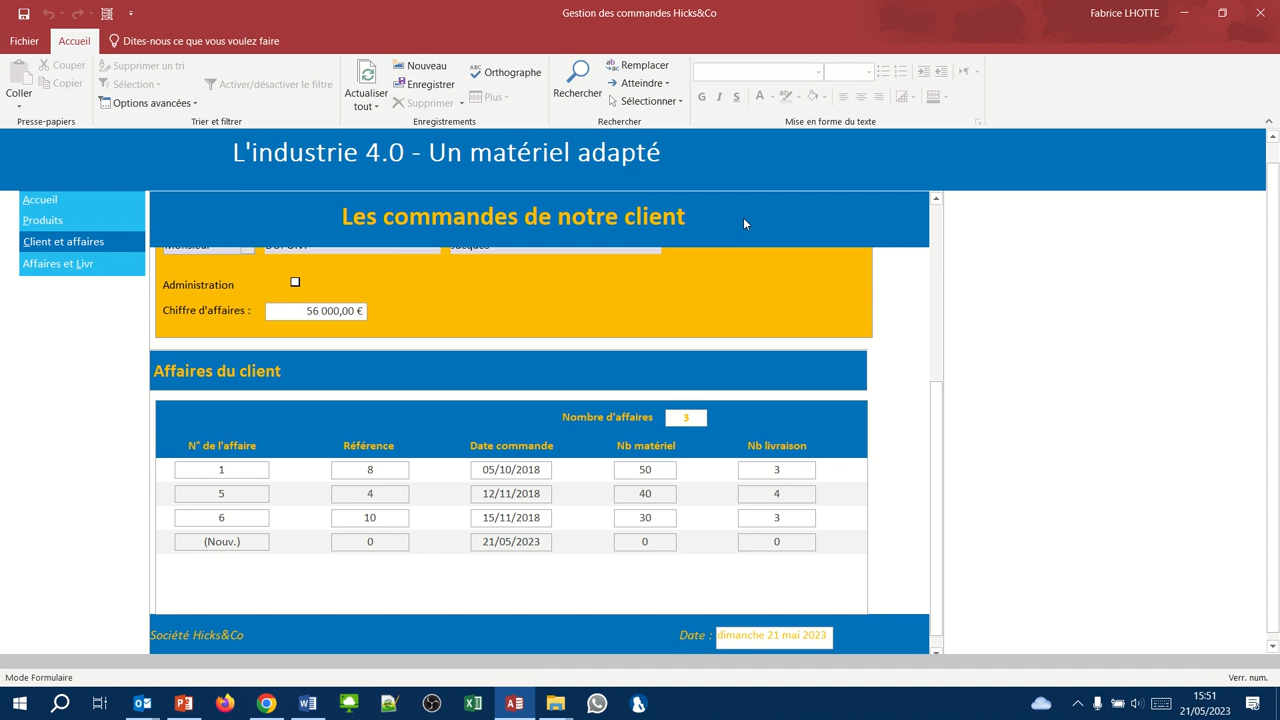 Gestion des commandes Hicks&Co
Fabrice LHOTTE
Fichier
Accueil
Dites-nous ce que vous voulez faire
Coller
Couper
Copier
Presse-papiers
Supprimer un tri
Sélection
Options avancées
Activer/désactiver le filtre
Trier et filtrer
Actualiser
tout
Nouveau
Enregistrer
Supprimer
Orthographe
Plus
Enregistrements
Rechercher
Remplacer
Atteindre
Sélectionner
Rechercher
G I S A
Mise en forme du texte
L'industrie 4.0 - Un matériel adapté
Accueil
Produits
Client et affaires
Affaires et Livr
Les commandes de notre client
Administration
Chiffre d'affaires : 56 000,00 €
Affaires du client
Nombre d'affaires 3
N° de l'affaire Référence Date commande Nb matériel Nb livraison
1 8 05/10/2018 50 3
5 4 12/11/2018 40 4
6 10 15/11/2018 30 3
(Nouv.) 0 21/05/2023 0 0
Société Hicks&Co Date : dimanche 21 mai 2023
Mode Formulaire Verr. num.
15:51
21/05/2023